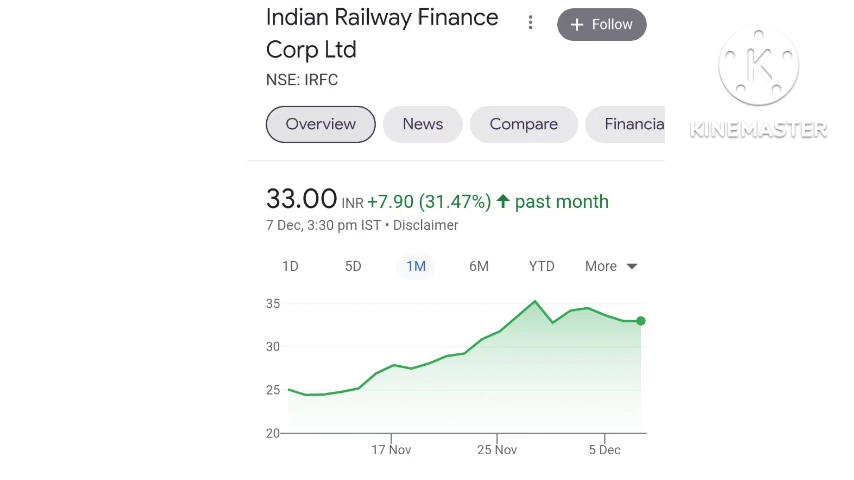 Indian Railway Finance
Corp Ltd
Follow
NSE: IRFC
Overview News Compare Financia
K
KINEMASTER
33.00 INR +7.90 (31.47%) ↑ past month
7 Dec, 3:30 pm IST • Disclaimer
1D 5D 1M 6M YTD More
35
30
25
20
17 Nov 25 Nov 5 Dec